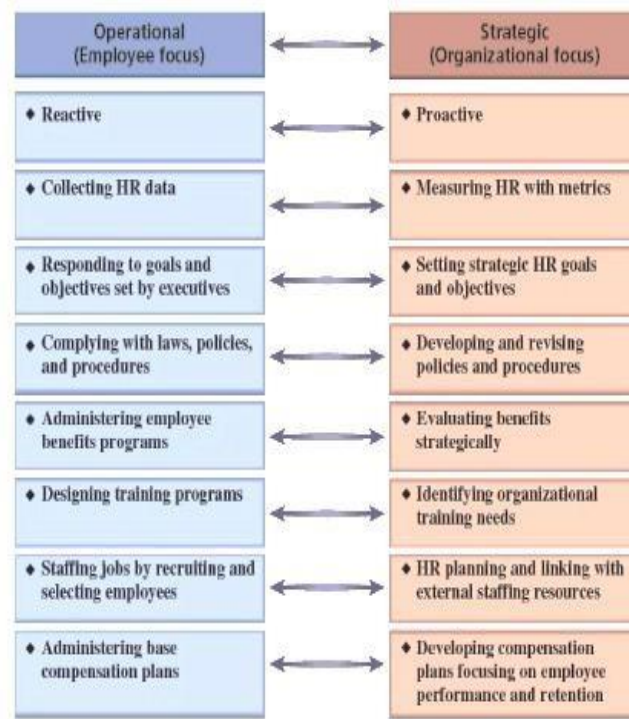 Operational
(Employee focus)
Strategic
(Organizational focus)
♦ Reactive
♦ Proactive
♦ Collecting HR data
♦ Measuring HR with metrics
♦ Responding to goals and
objectives set by executives
♦ Setting strategic HR goals
and objectives
♦ Complying with laws, policies,
and procedures
♦ Developing and revising
policies and procedures
♦ Administering employee
benefits programs
♦ Evaluating benefits
strategically
♦ Designing training programs
♦ Identifying organizational
training needs
♦ Staffing jobs by recruiting and
selecting employees
♦ HR planning and linking with
external staffing resources
♦ Administering base
compensation plans
♦ Developing compensation
plans focusing on employee
performance and retention